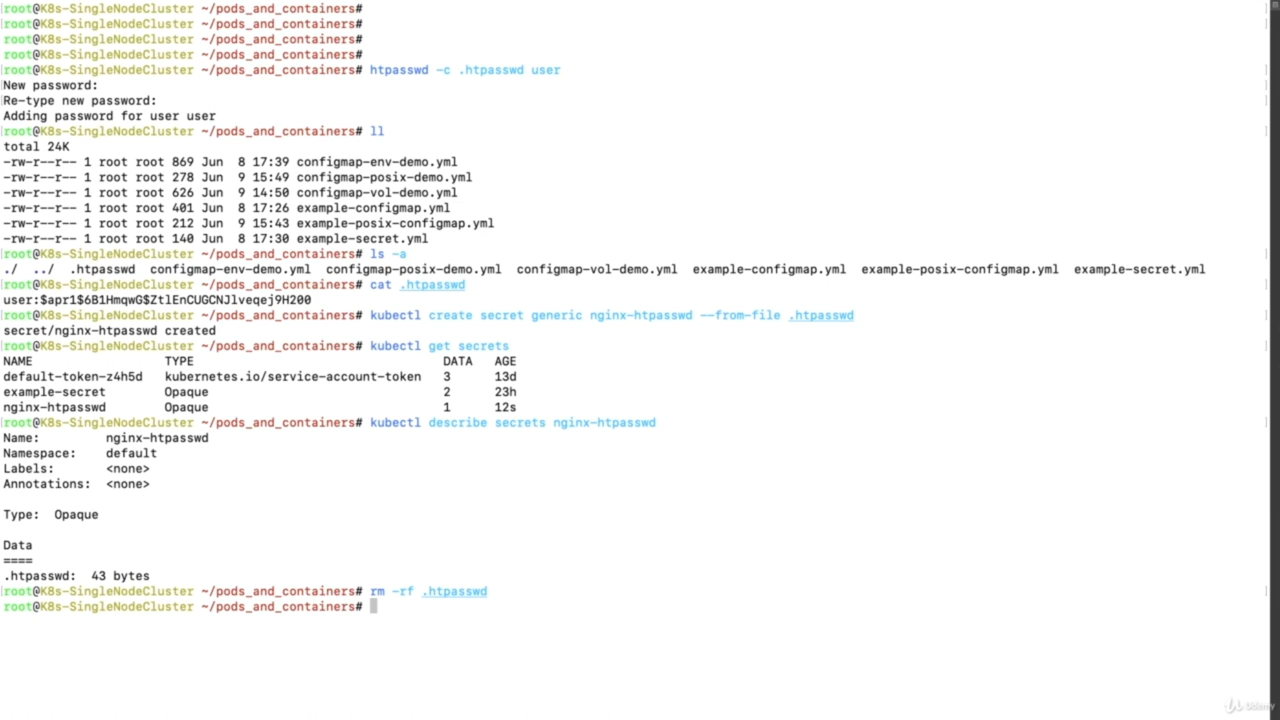 root@K8s-SingleNodeCluster ~/pods_and_containers#
root@K8s-SingleNodeCluster ~/pods_and_containers#
root@K8s-SingleNodeCluster ~/pods_and_containers#
root@K8s-SingleNodeCluster ~/pods_and_containers#
root@K8s-SingleNodeCluster ~/pods_and_containers# htpasswd -c .htpasswd user
New password:
Re-type new password:
Adding password for user user
root@K8s-SingleNodeCluster ~/pods_and_containers# ll
total 24K
-rw-r--r-- 1 root root 869 Jun  8 17:39 configmap-env-demo.yml
-rw-r--r-- 1 root root 278 Jun  9 15:49 configmap-posix-demo.yml
-rw-r--r-- 1 root root 626 Jun  9 14:50 configmap-vol-demo.yml
-rw-r--r-- 1 root root 401 Jun  8 17:26 example-configmap.yml
-rw-r--r-- 1 root root 212 Jun  9 15:43 example-posix-configmap.yml
-rw-r--r-- 1 root root 140 Jun  8 17:30 example-secret.yml
root@K8s-SingleNodeCluster ~/pods_and_containers# ls -a
./  ../  .htpasswd  configmap-env-demo.yml  configmap-posix-demo.yml  configmap-vol-demo.yml  example-configmap.yml  example-posix-configmap.yml  example-secret.yml
root@K8s-SingleNodeCluster ~/pods_and_containers# cat .htpasswd
user:$apr1$6B1HmqwG$ZtlEnCUGCNJlveqej9H200
root@K8s-SingleNodeCluster ~/pods_and_containers# kubectl create secret generic nginx-htpasswd --from-file .htpasswd
secret/nginx-htpasswd created
root@K8s-SingleNodeCluster ~/pods_and_containers# kubectl get secrets
NAME                  TYPE                                  DATA   AGE
default-token-z4h5d   kubernetes.io/service-account-token   3      13d
example-secret        Opaque                                2      23h
nginx-htpasswd        Opaque                                1      12s
root@K8s-SingleNodeCluster ~/pods_and_containers# kubectl describe secrets nginx-htpasswd
Name:         nginx-htpasswd
Namespace:    default
Labels:       <none>
Annotations:  <none>
Type:  Opaque
Data
====
.htpasswd:  43 bytes
root@K8s-SingleNodeCluster ~/pods_and_containers# rm -rf .htpasswd
root@K8s-SingleNodeCluster ~/pods_and_containers#
Udemy